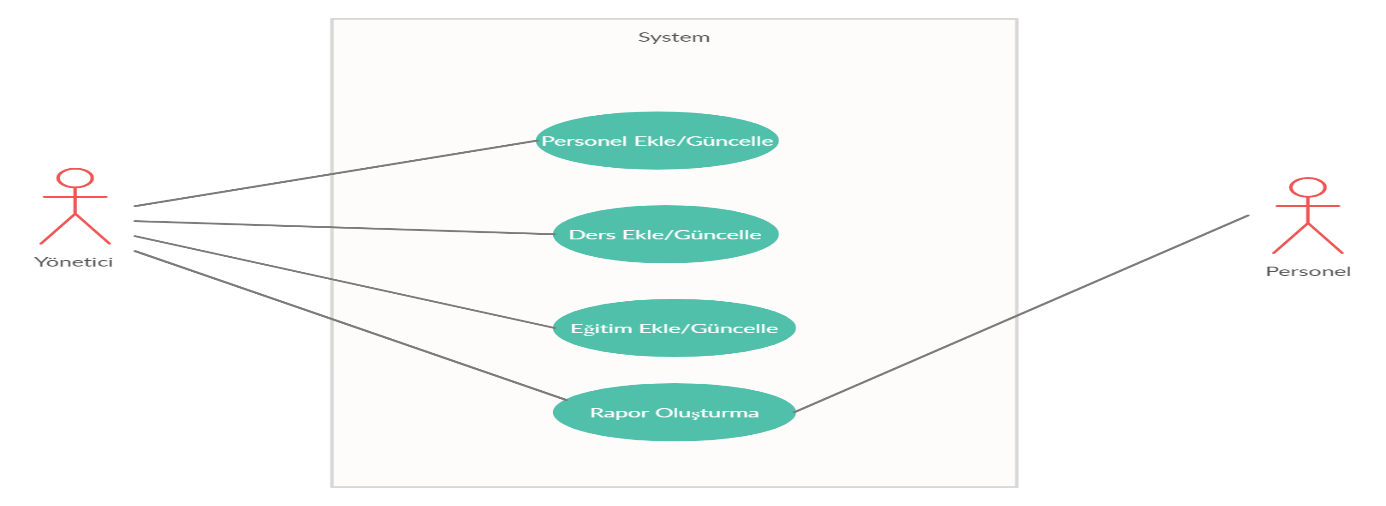 System
Personel Ekle/Güncelle
Ders Ekle/Güncelle
Yönetici
Personel
Eğitim Ekle/Güncelle
Rapor Oluşturma